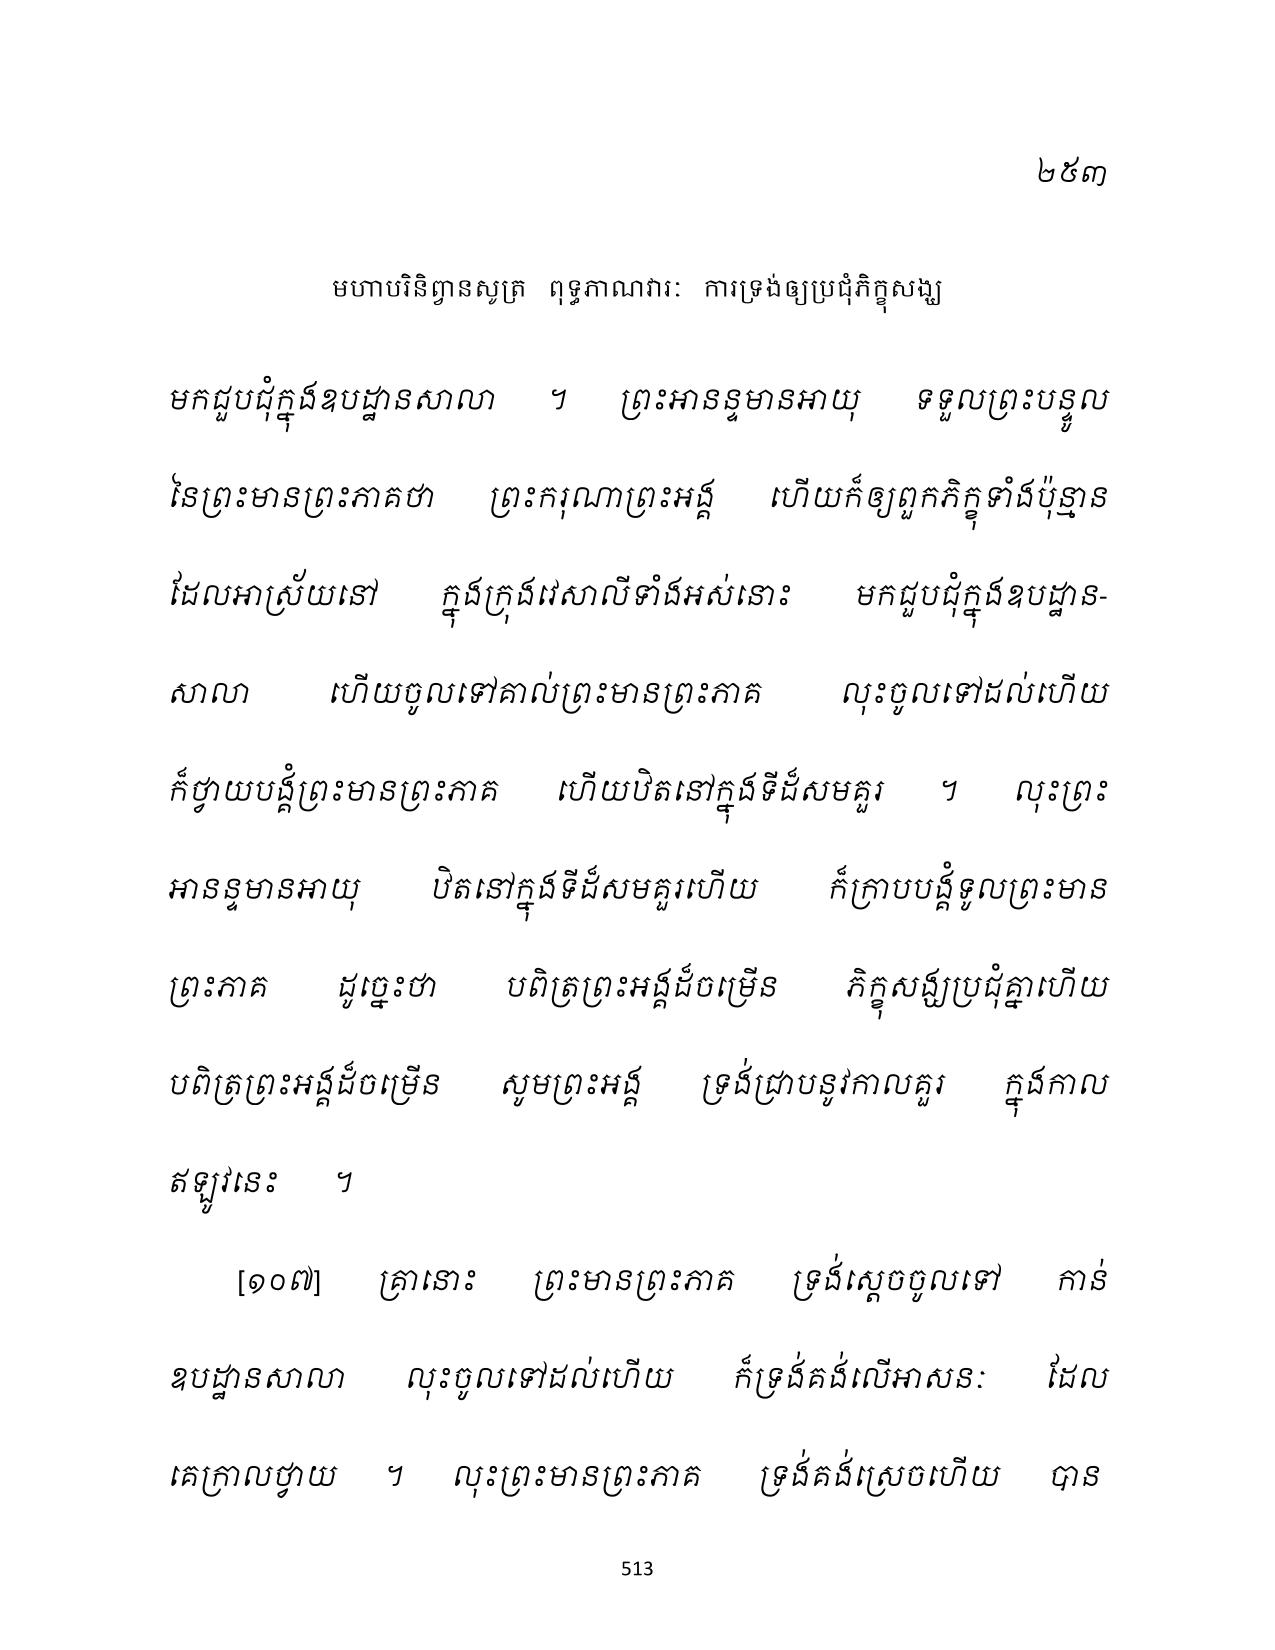 ២៥៣
មហាបរិនិព្វានសូត្រ ពុទ្ធភាណវារៈ ការទ្រង់ឲ្យប្រជុំភិក្ខុសង្ឃ
មកជួបជុំក្នុងឧបដ្ឋានសាលា ។ ព្រះអានន្ទមានអាយុ ទទួលព្រះបន្ទូល
នៃព្រះមានព្រះភាគថា ព្រះករុណាព្រះអង្គ ហើយក៏ឲ្យពួកភិក្ខុទាំងប៉ុន្មាន
ដែលអាស្រ័យនៅ ក្នុងក្រុងវេសាលីទាំងអស់នោះ មកជួបជុំក្នុងឧបដ្ឋាន-
សាលា ហើយចូលទៅគាល់ព្រះមានព្រះភាគ លុះចូលទៅដល់ហើយ
ក៏ថ្វាយបង្គំព្រះមានព្រះភាគ ហើយឋិតនៅក្នុងទីដ៏សមគួរ ។ លុះព្រះ
អានន្ទមានអាយុ ឋិតនៅក្នុងទីដ៏សមគួរហើយ ក៏ក្រាបបង្គំទូលព្រះមាន
ព្រះភាគ ដូច្នេះថា បពិត្រព្រះអង្គដ៏ចម្រើន ភិក្ខុសង្ឃប្រជុំគ្នាហើយ
បពិត្រព្រះអង្គដ៏ចម្រើន សូមព្រះអង្គ ទ្រង់ជ្រាបនូវកាលគួរ ក្នុងកាល
ឥឡូវនេះ ។
[១០៧] គ្រានោះ ព្រះមានព្រះភាគ ទ្រង់ស្តេចចូលទៅ កាន់
ឧបដ្ឋានសាលា លុះចូលទៅដល់ហើយ ក៏ទ្រង់គង់លើអាសនៈ ដែល
គេក្រាលថ្វាយ ។ លុះព្រះមានព្រះភាគ ទ្រង់គង់ស្រេចហើយ បាន
513